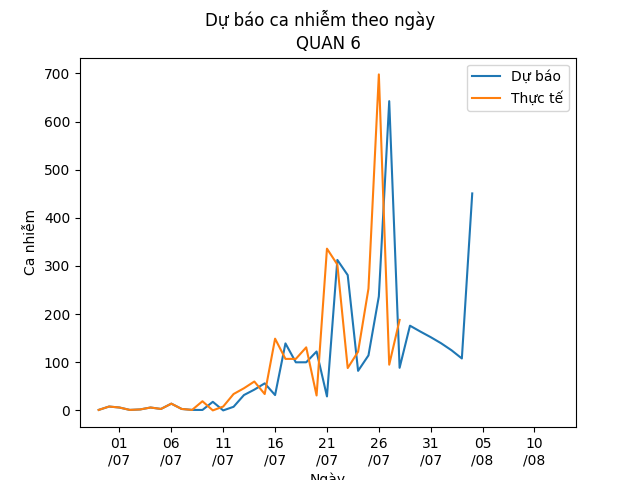 Dự báo ca nhiễm theo ngày
QUAN 6
Dự báo
Thực tế
Ca nhiễm
700
600
500
400
300
200
100
0
01 06 11 16 21 26 31 05 10
/07 /07 /07 /07 /07 /07 /07 /08 /08
Ngày